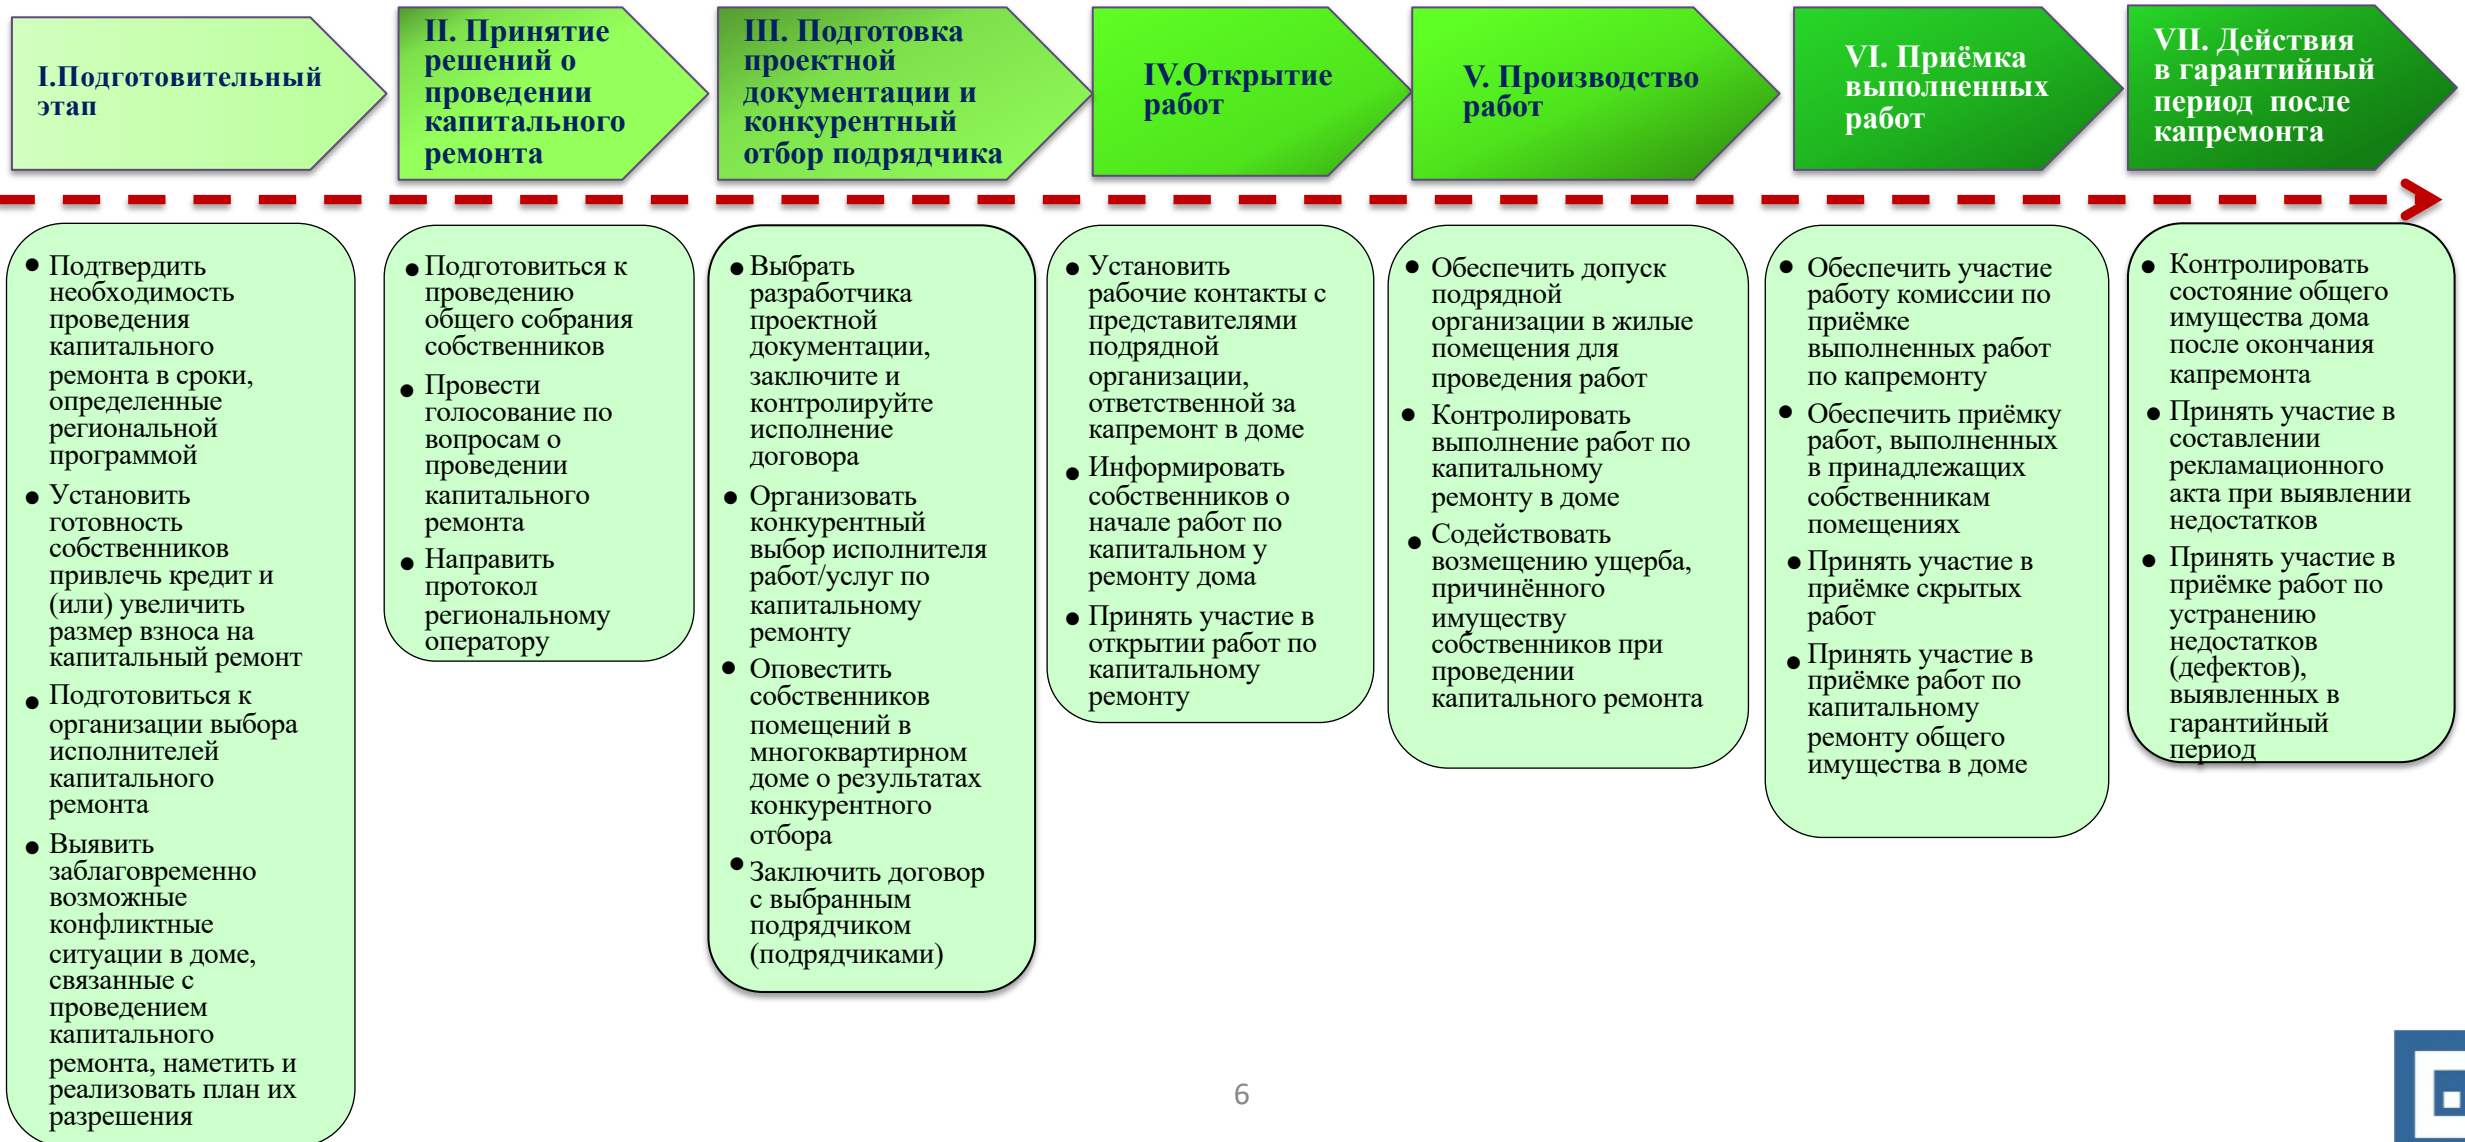 I.Подготовительный
этап
II. Принятие
решений о
проведении
капитального
ремонта
III. Подготовка
проектной
документации и
конкурентный
отбор подрядчика
IV.Открытие
работ
V. Производство
работ
VI. Приёмка
выполненных
работ
VII. Действия
в гарантийный
период после
капремонта
● Подтвердить
необходимость
проведения
капитального
ремонта в сроки,
определенные
региональной
программой
● Установить
готовность
собственников
привлечь кредит и
(или) увеличить
размер взноса на
капитальный ремонт
● Подготовиться к
организации выбора
исполнителей
капитального
ремонта
● Выявить
заблаговременно
возможные
конфликтные
ситуации в доме,
связанные с
проведением
капитального
ремонта, наметить и
реализовать план их
разрешения
● Подготовиться к
проведению
общего собрания
собственников
● Провести
голосование по
вопросам о
проведении
капитального
ремонта
● Направить
протокол
региональному
оператору
● Выбрать
разработчика
проектной
документации,
заключите и
контролируйте
исполнение
договора
● Организовать
конкурентный
выбор исполнителя
работ/услуг по
капитальному
ремонту
● Оповестить
собственников
помещений в
многоквартирном
доме о результатах
конкурентного
отбора
● Заключить договор
с выбранным
подрядчиком
(подрядчиками)
● Установить
рабочие контакты с
представителями
подрядной
организации,
ответственной за
капремонт в доме
● Информировать
собственников о
начале работ по
капитальном у
ремонту дома
● Принять участие в
открытии работ по
капитальному
ремонту
● Обеспечить допуск
подрядной
организации в жилые
помещения для
проведения работ
● Контролировать
выполнение работ по
капитальному
ремонту в доме
● Содействовать
возмещению ущерба,
причинённого
имуществу
собственников при
проведении
капитального ремонта
● Обеспечить участие
работу комиссии по
приёмке
выполненных работ
по капремонту
● Обеспечить приёмку
работ, выполненных
в принадлежащих
собственникам
помещениях
● Принять участие в
приёмке скрытых
работ
● Принять участие в
приёмке работ по
капитальному
ремонту общего
имущества в доме
● Контролировать
состояние общего
имущества дома
после окончания
капремонта
● Принять участие в
составлении
рекламационного
акта при выявлении
недостатков
● Принять участие в
приёмке работ по
устранению
недостатков
(дефектов),
выявленных в
гарантийный
период
6